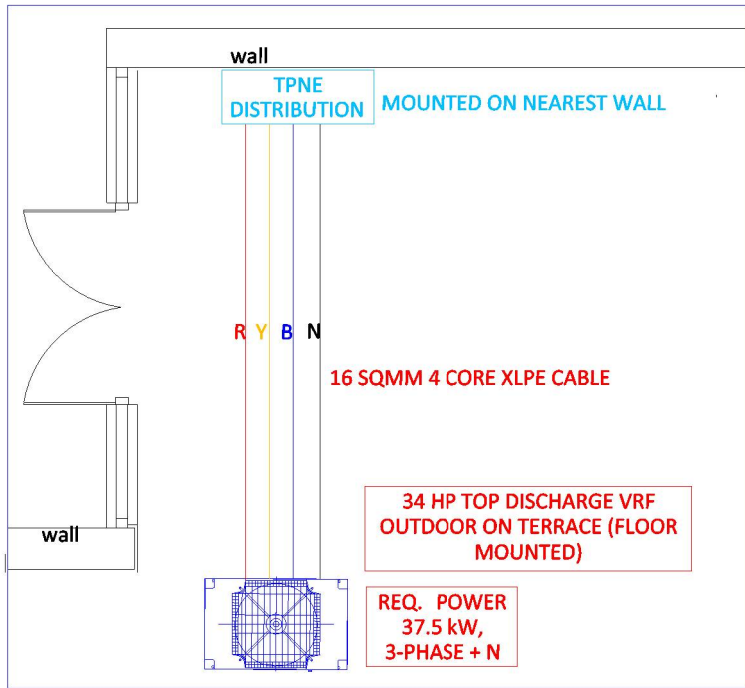 wall
TPNE
DISTRIBUTION
MOUNTED ON NEAREST WALL
R Y B N
16 SQMM 4 CORE XLPE CABLE
34 HP TOP DISCHARGE VRF
OUTDOOR ON TERRACE (FLOOR
MOUNTED)
wall
REQ. POWER
37.5 kW,
3-PHASE + N